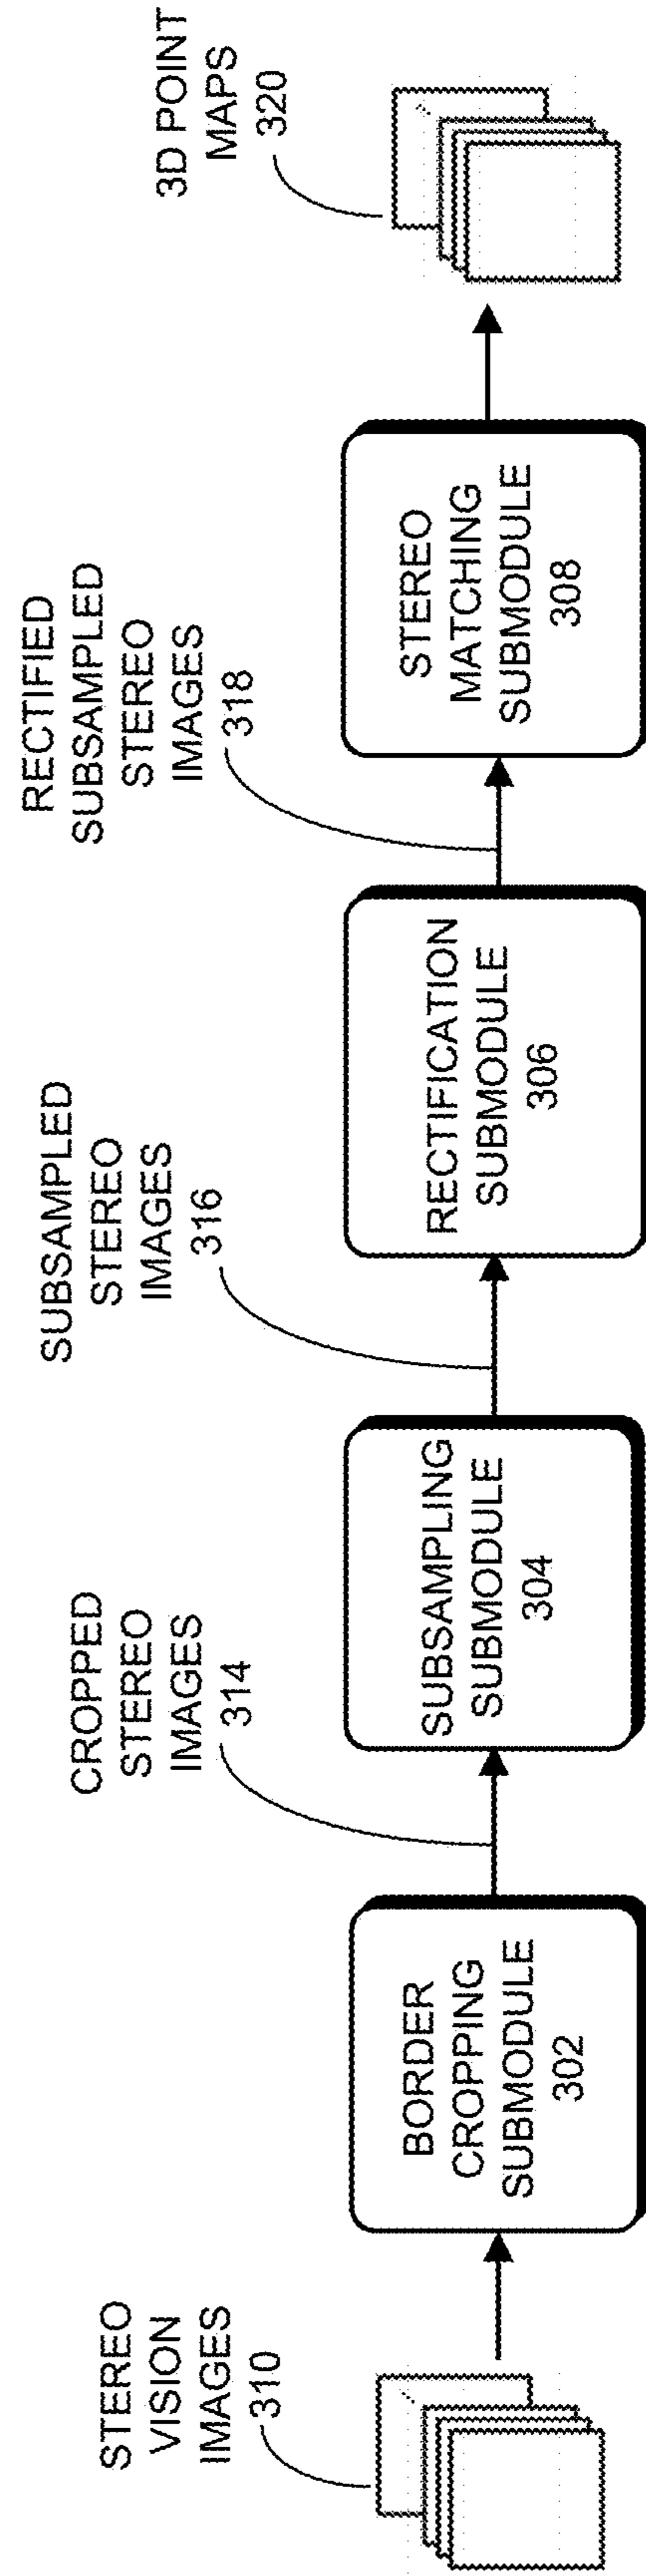 STEREO
VISION
IMAGES
310
BORDER
CROPPING
SUBMODULE
302
CROPPED
STEREO
IMAGES
314
SUBSAMPLING
SUBMODULE
304
SUBSAMPLED
STEREO
IMAGES
316
RECTIFICATION
SUBMODULE
306
RECTIFIED
SUBSAMPLED
STEREO
IMAGES
318
STEREO
MATCHING
SUBMODULE
308
3D POINT
MAPS
320